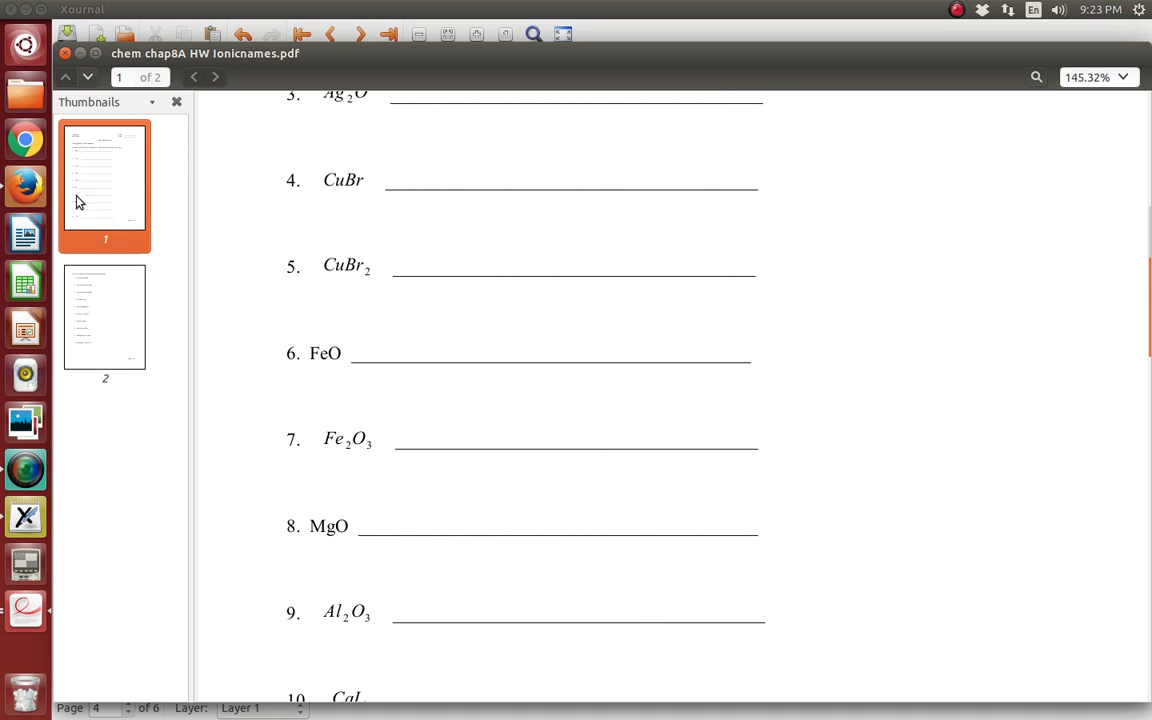 Xournal
En
9:23 PM
chem chap8A HW Ionicnames.pdf
1 of 2
145.32%
Thumbnails
1
2
3. Ag2O
4. CuBr
5. CuBr2
6. FeO
7. Fe2O3
8. MgO
9. Al2O3
10
Page 4 of 6 Layer: Layer 1